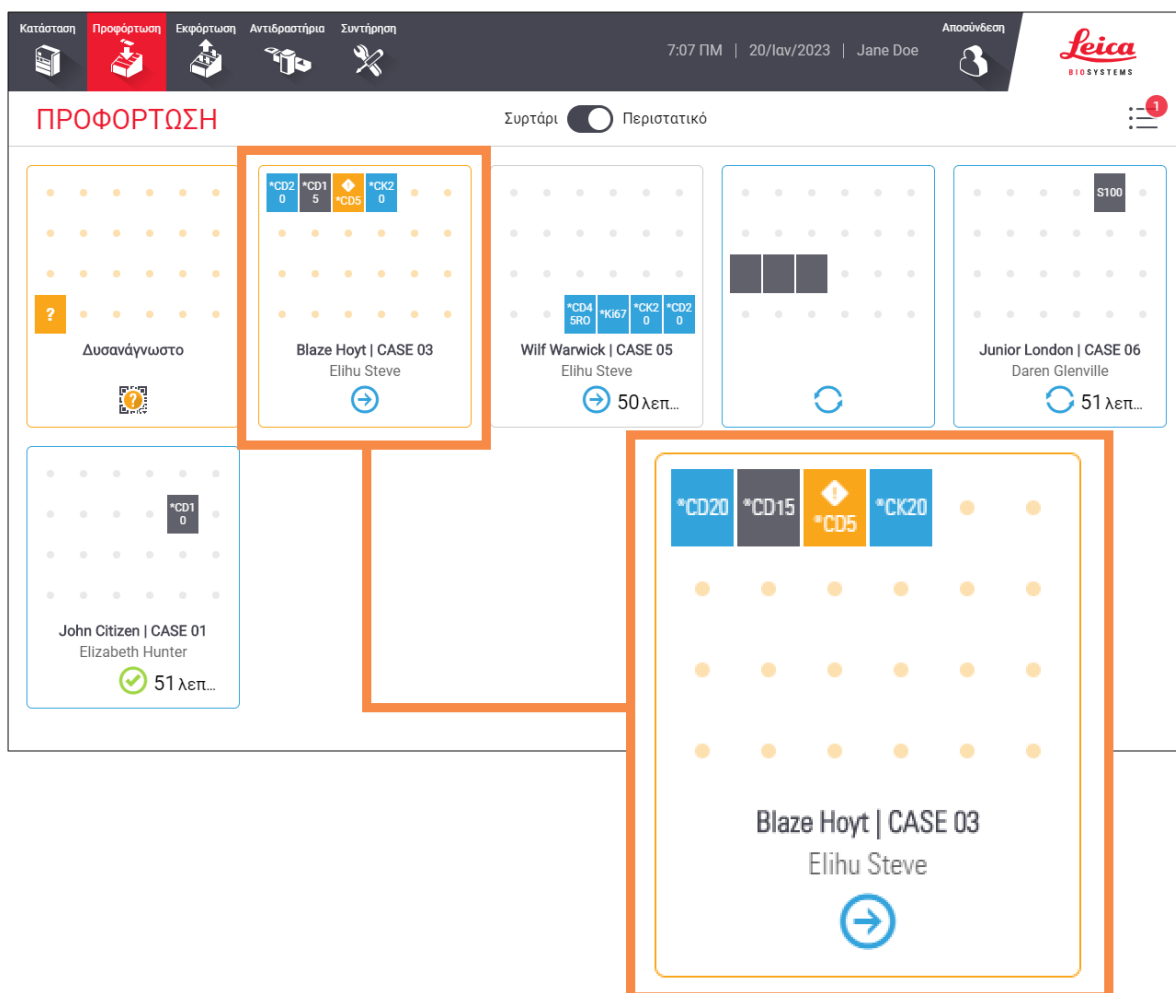 Κατάσταση Προφόρτωση Εκφόρτωση Αντιδραστήρια Συντήρηση
7:07 ΠΜ | 20/Ιαν/2023 | Jane Doe
Αποσύνδεση
Leica
BIOSYSTEMS
ΠΡΟΦΟΡΤΩΣΗ
Συρτάρι Περιστατικό
1
?
Δυσανάγνωστο
?
*CD2
0
*CD1
5
!
*CD5
*CK2
0
Blaze Hoyt | CASE 03
Elihu Steve
*CD4
5RO
*Ki67
*CK2
0
*CD2
0
Wilf Warwick | CASE 05
Elihu Steve
50 λεπ...
S100
Junior London | CASE 06
Daren Glenville
51 λεπ...
*CD1
0
John Citizen | CASE 01
Elizabeth Hunter
51 λεπ...
*CD20 *CD15 ! *CD5 *CK20
Blaze Hoyt | CASE 03
Elihu Steve